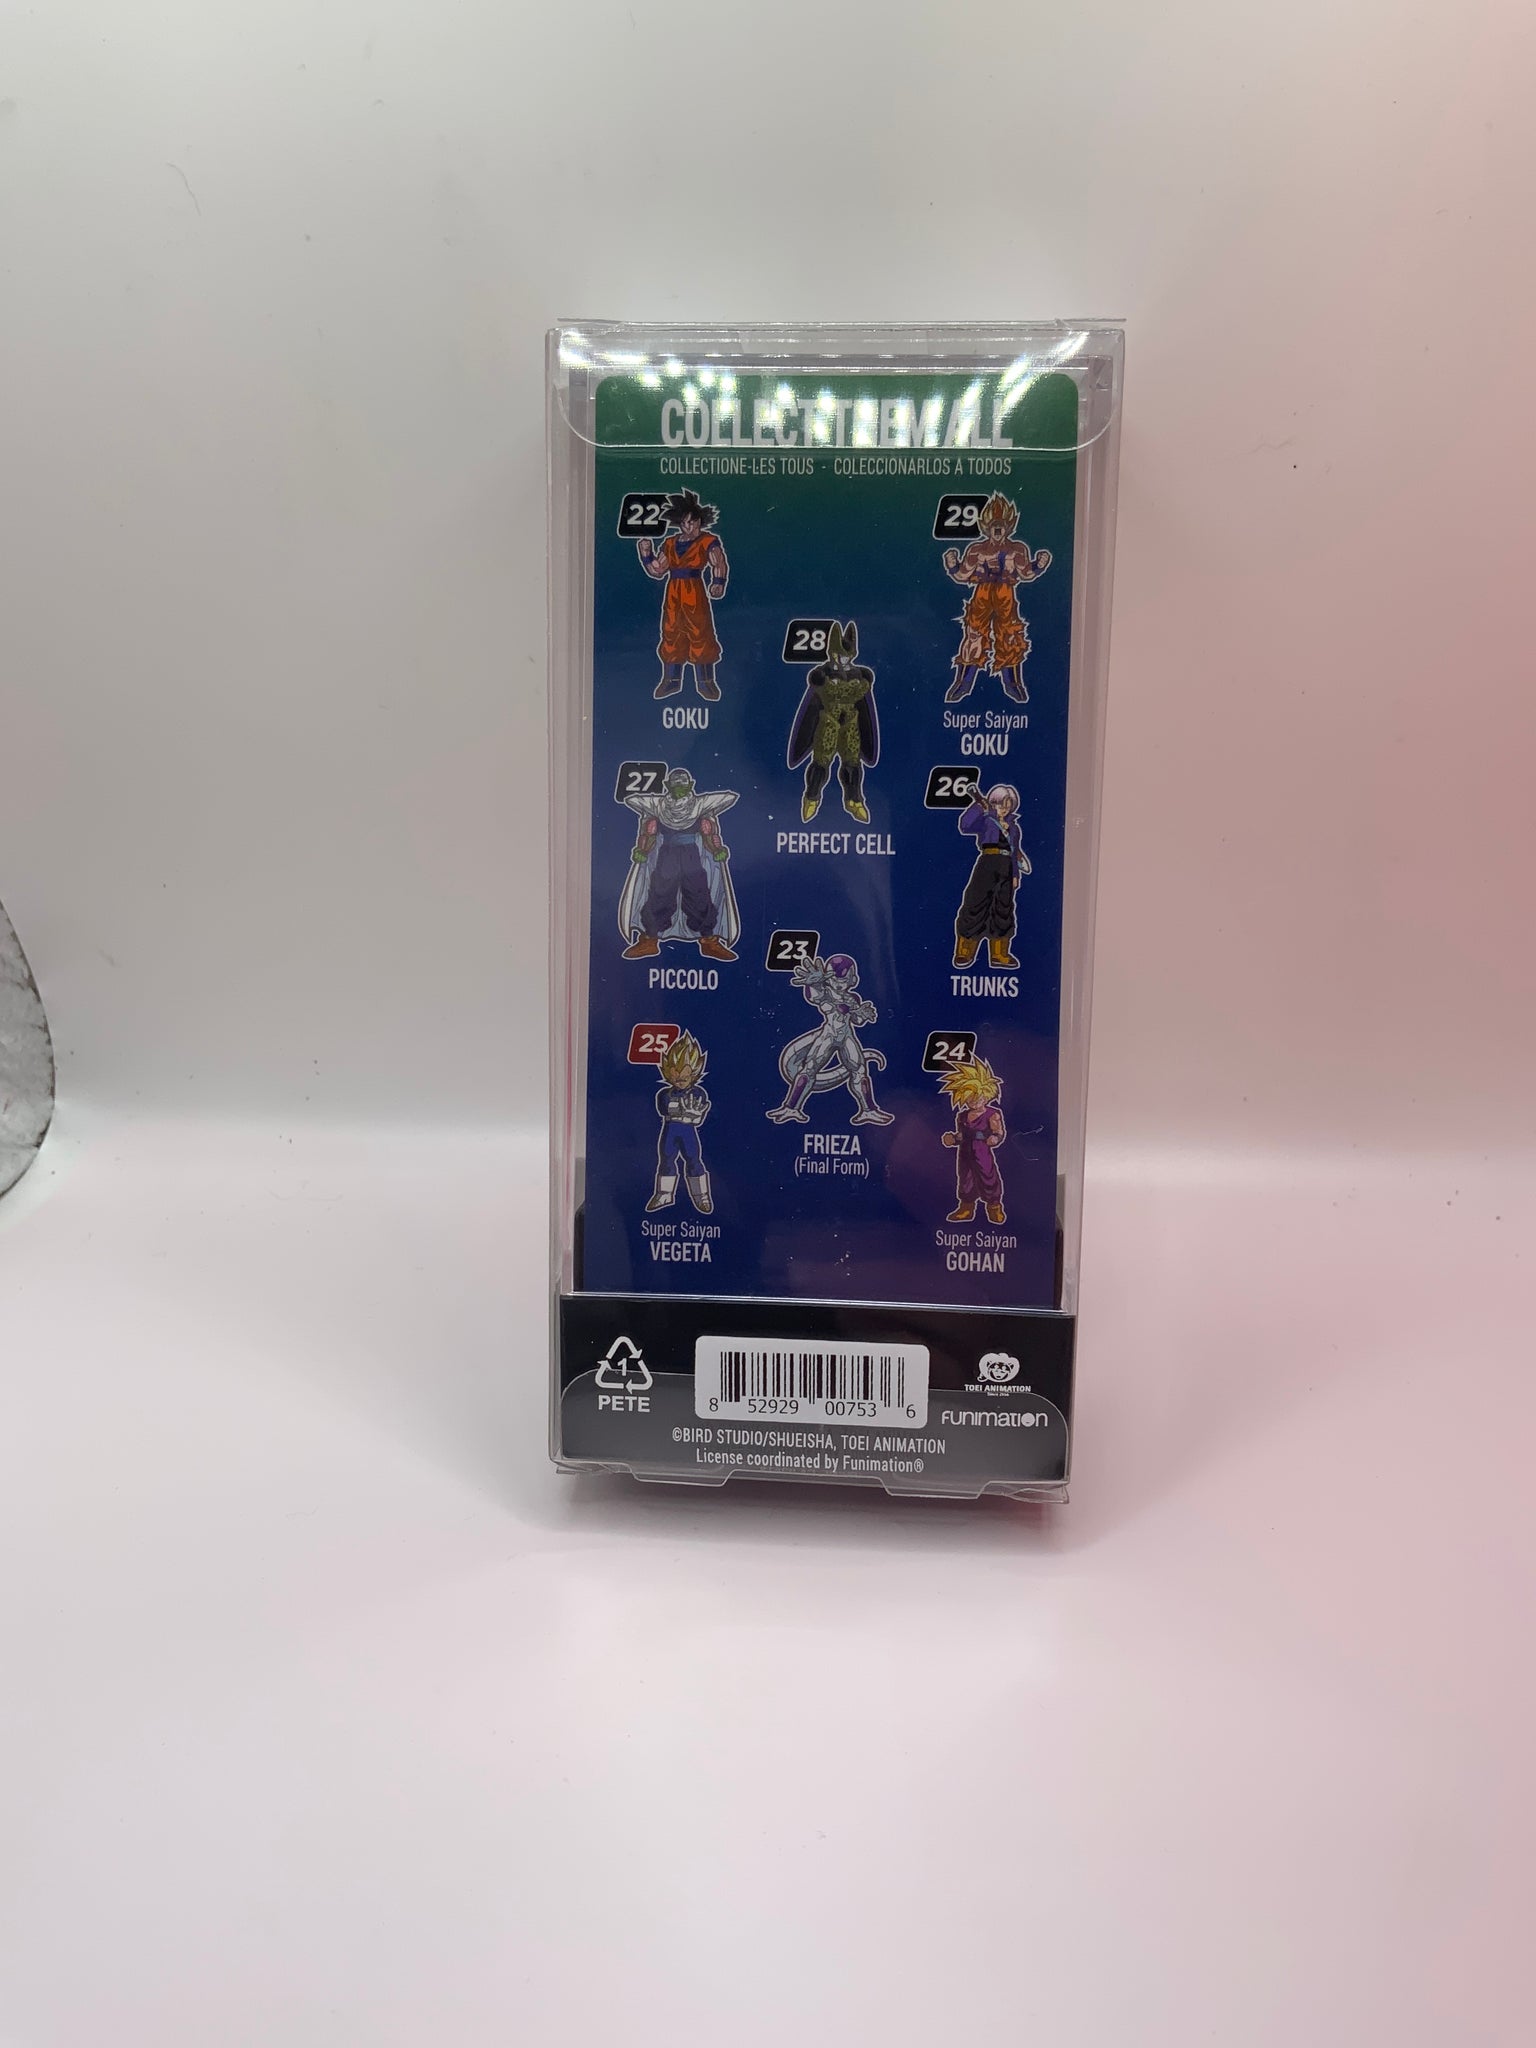 COLLECT THEM ALL
COLLECTIONE-LES TOUS - COLECCIONARLOS A TODOS
22
GOKU
29
Super Saiyan
GOKU
28
PERFECT CELL
27
PICCOLO
26
TRUNKS
23
FRIEZA
(Final Form)
25
Super Saiyan
VEGETA
24
Super Saiyan
GOHAN
1
PETE
8 52929 00753 6
TOEI ANIMATION
Since 1956
FUNIMATION
©BIRD STUDIO/SHUEISHA, TOEI ANIMATION
License coordinated by Funimation®